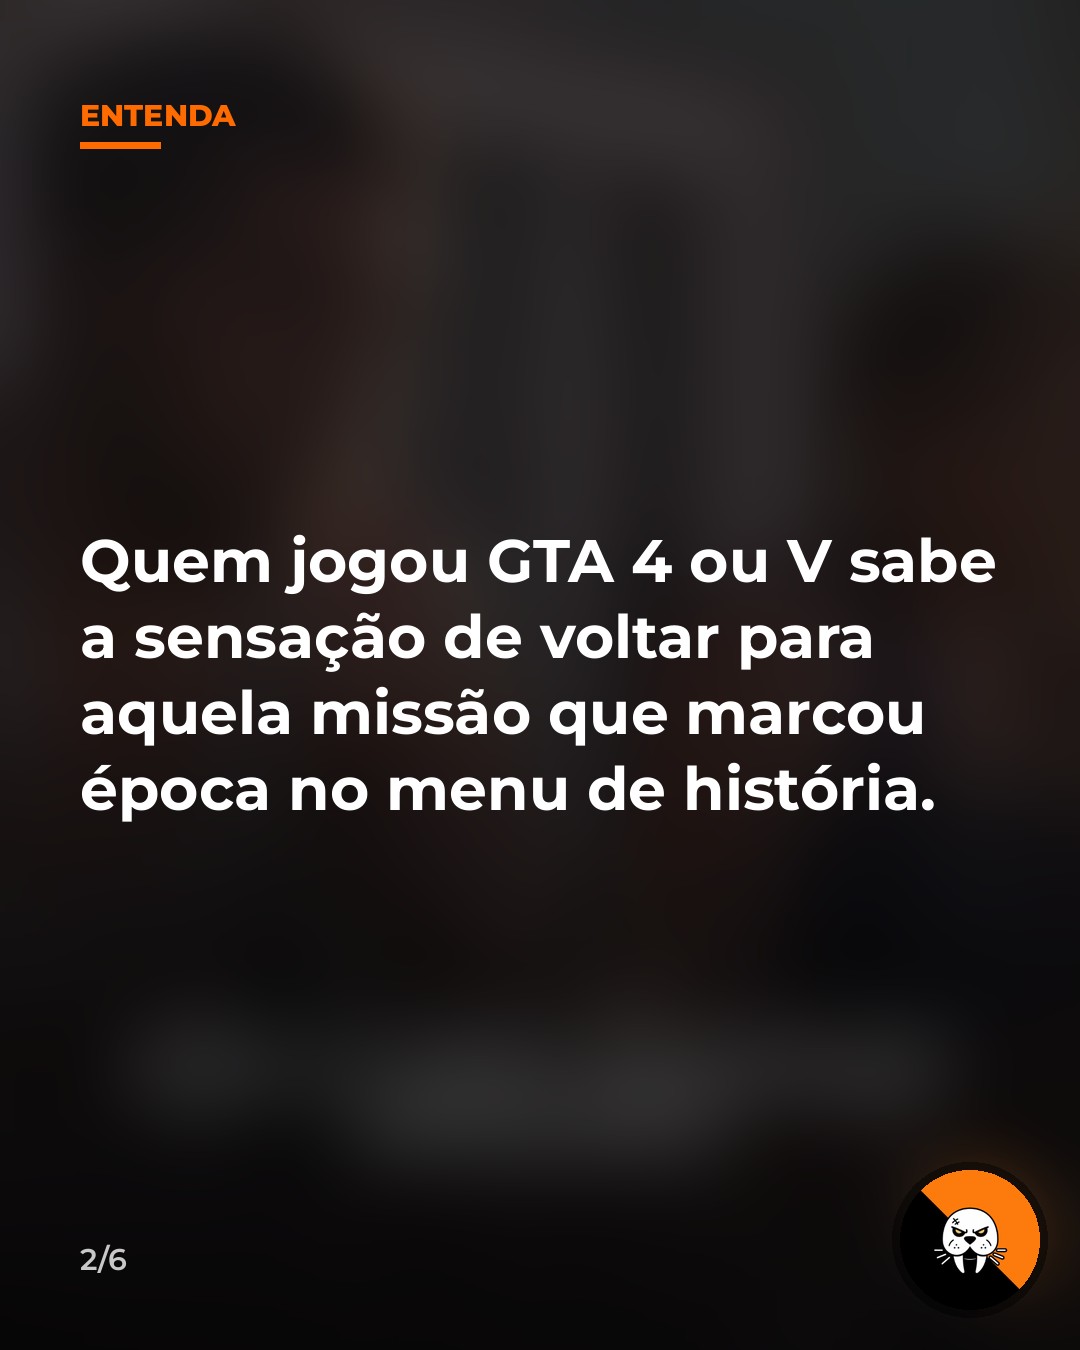 ENTENDA
Quem jogou GTA 4 ou V sabe
a sensação de voltar para
aquela missão que marcou
época no menu de história.
2/6